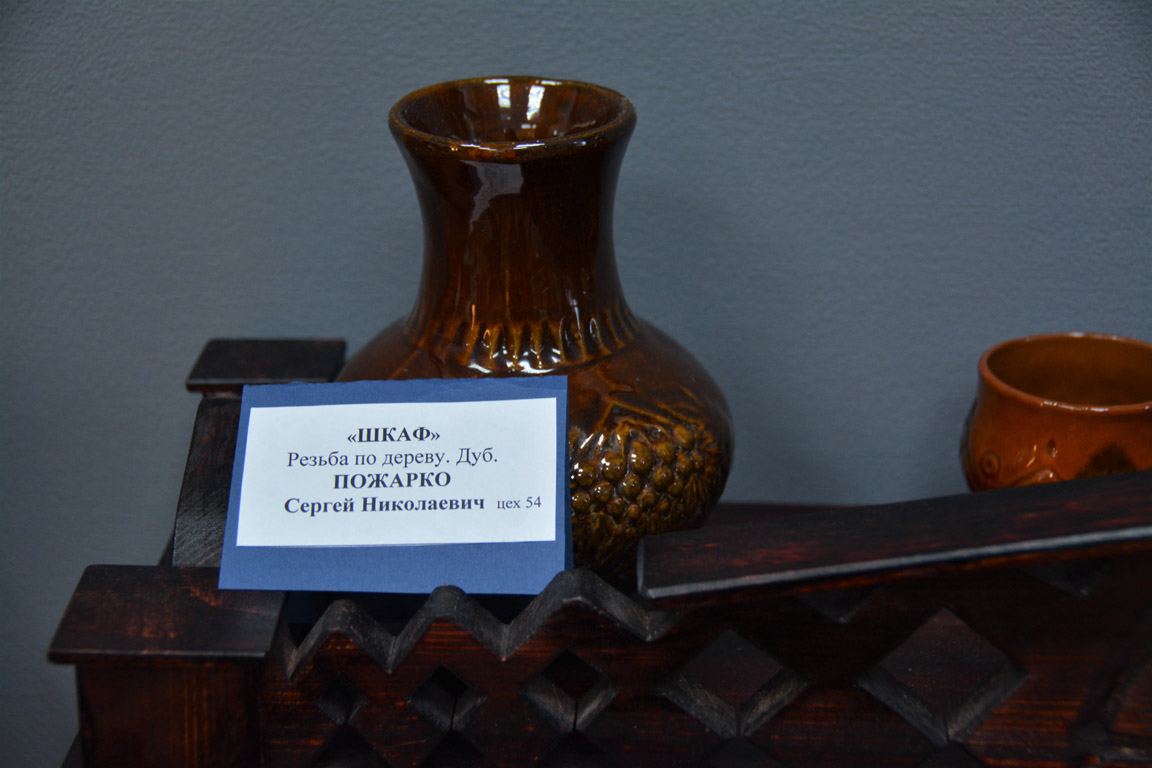 «ШКАФ»
Резьба по дереву. Дуб.
ПОЖАРКО
Сергей Николаевич цех 54